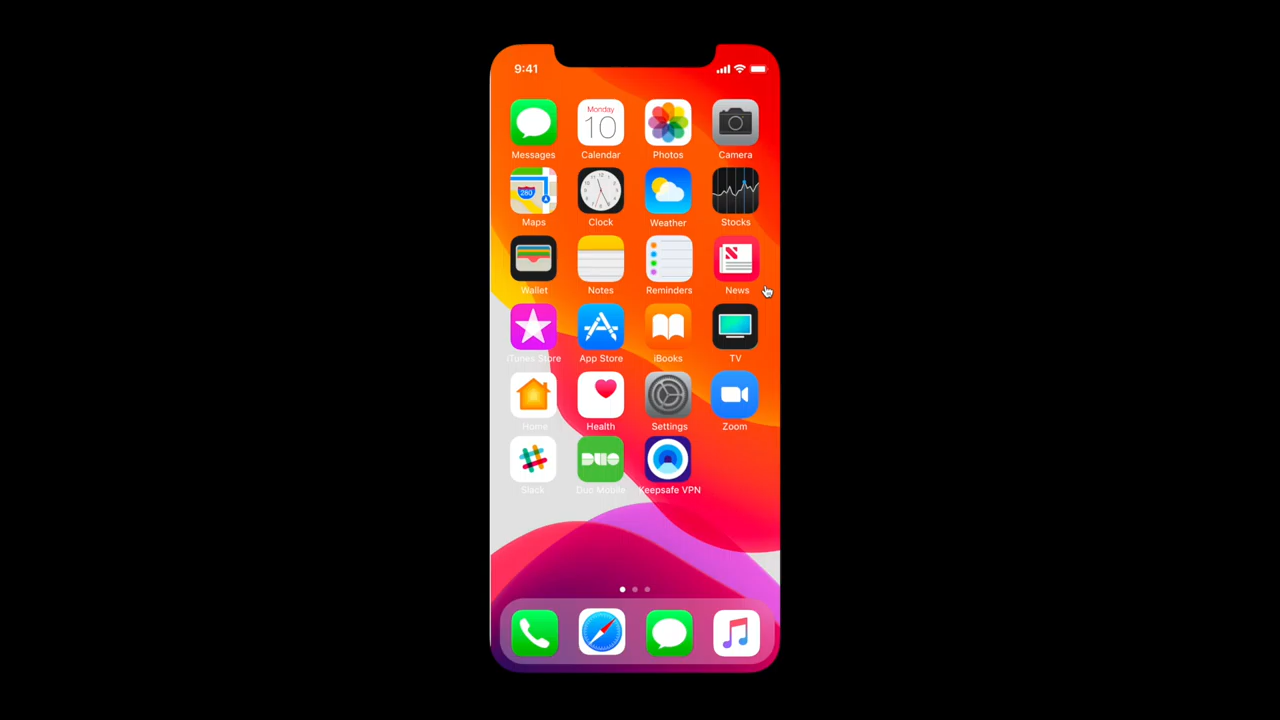 9:41
Monday
10
Messages Calendar Photos Camera
280
Maps Clock Weather Stocks
Wallet Notes Reminders News
iTunes Store App Store iBooks TV
Home Health Settings Zoom
DUO
Slack Duo Mobile Keepsafe VPN